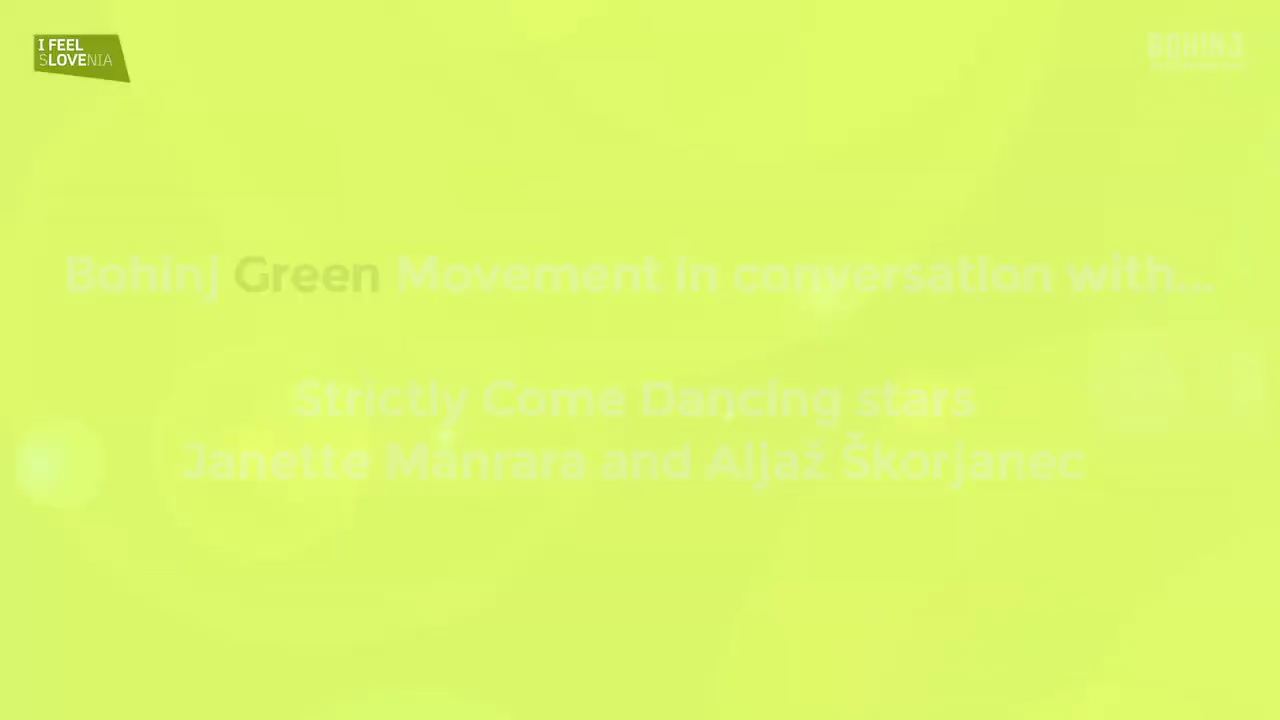 I FEEL
SLOVENIA
BOHINJ
Bohinj Green Movement in conversation with...
Strictly Come Dancing stars
Janette Manrara and Aljaž Škorjanec